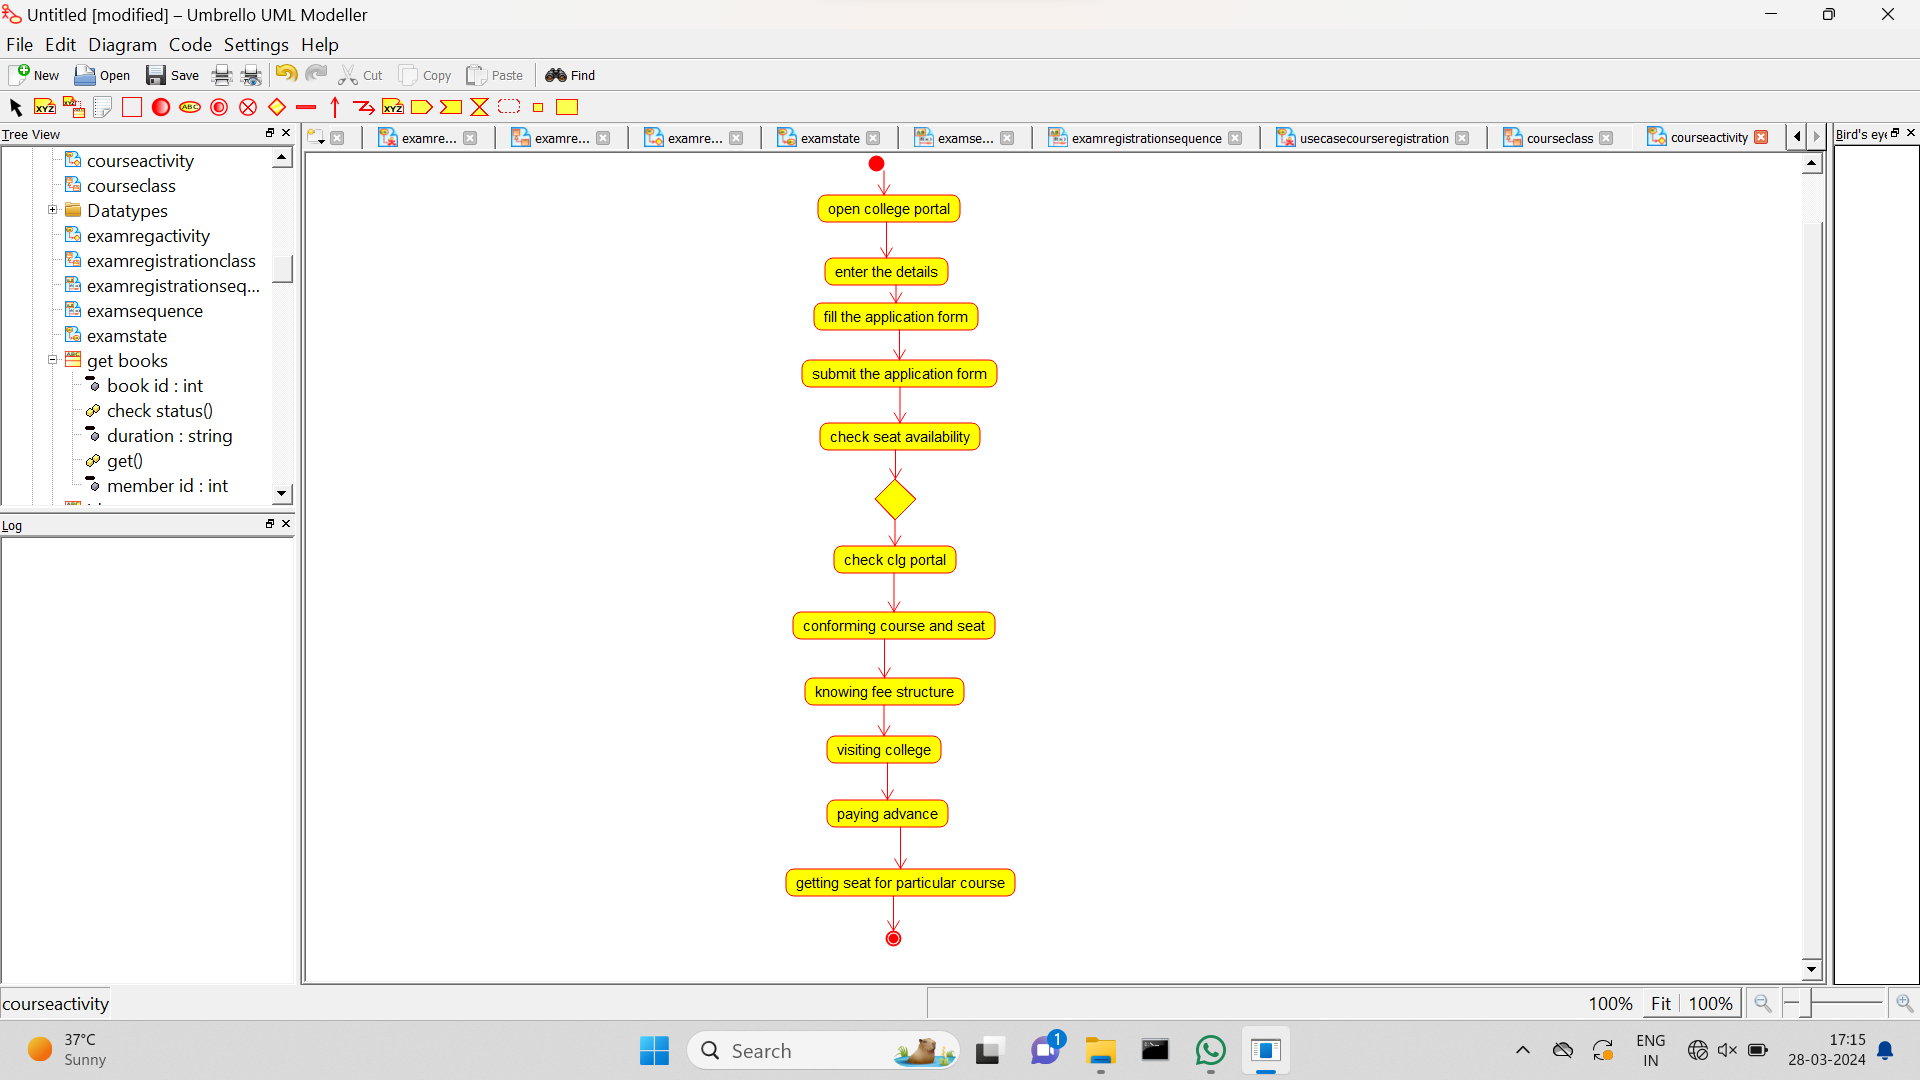 Untitled [modified] – Umbrello UML Modeller
File Edit Diagram Code Settings Help
New Open Save Cut Copy Paste Find
XYZ XYZ ABC XYZ
Tree View
examre... examre... examre... examstate examse... examregistrationsequence usecasecourseregistration courseclass courseactivity
Bird's eye
courseactivity
courseclass
Datatypes
examregactivity
examregistrationclass
examregistrationseq...
examsequence
examstate
get books
book id : int
check status()
duration : string
get()
member id : int
Log
open college portal
enter the details
fill the application form
submit the application form
check seat availability
check clg portal
conforming course and seat
knowing fee structure
visiting college
paying advance
getting seat for particular course
courseactivity
100% Fit 100%
37°C
Sunny
Search
1
ENG
IN
17:15
28-03-2024